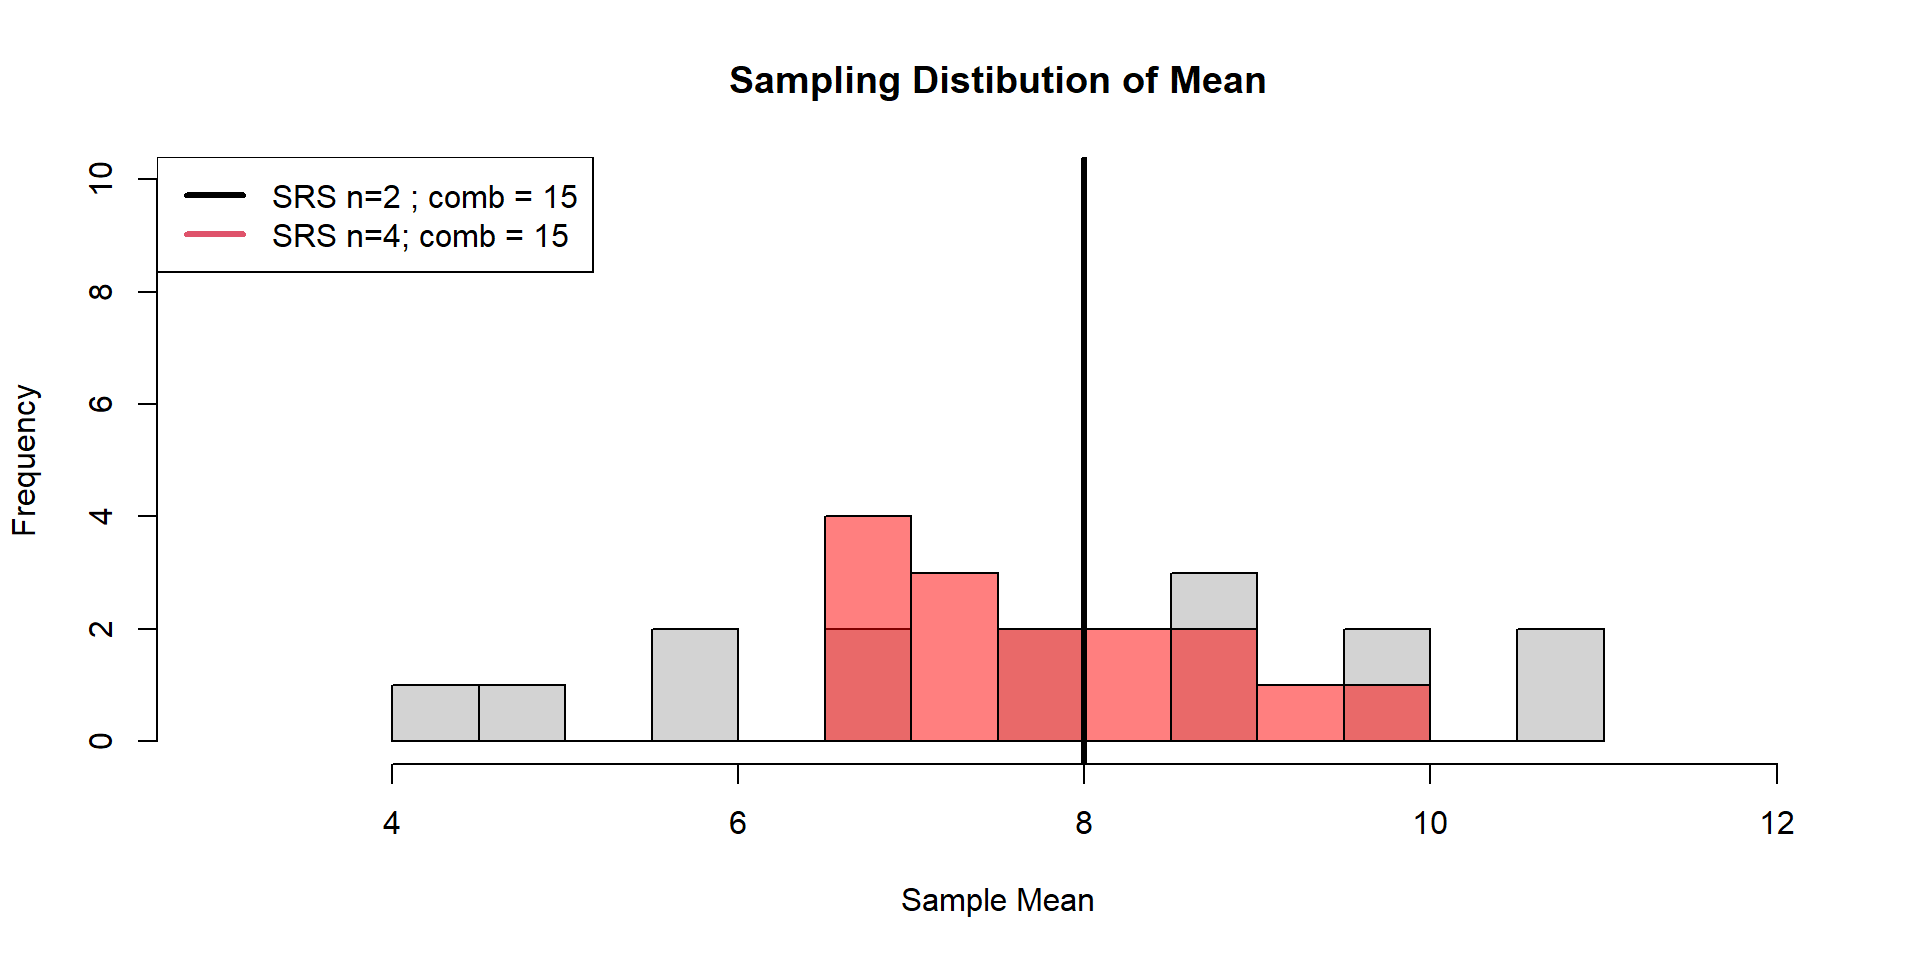 Sampling Distibution of Mean
SRS n=2 ; comb = 15
SRS n=4; comb = 15
Frequency
10
8
6
4
2
0
4 6 8 10 12
Sample Mean